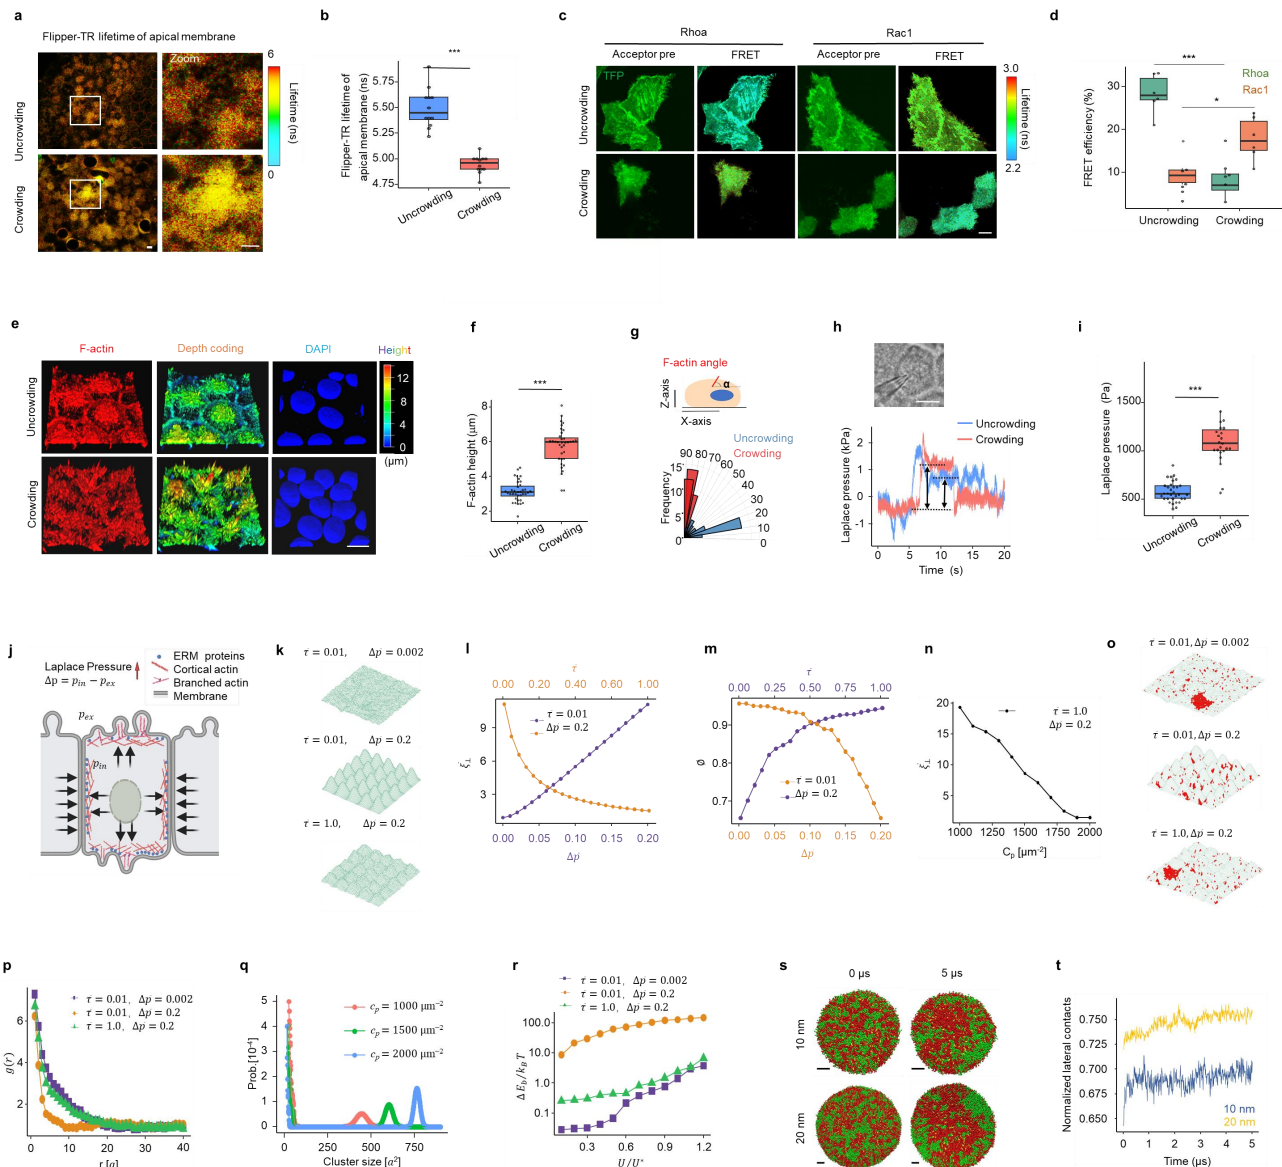 a
Flipper-TR lifetime of apical membrane
Zoom
6
0
Lifetime (ns)
Uncrowding
Crowding
b
***
5.75
5.50
5.25
5.00
4.75
Flipper-TR lifetime of
apical membrane (ns)
Uncrowding
Crowding
c
Rhoa
Rac1
Acceptor pre
FRET
Acceptor pre
FRET
TFP
3.0
2.2
Lifetime (ns)
Uncrowding
Crowding
d
***
*
Rhoa
Rac1
30
20
10
0
FRET efficiency (%)
Uncrowding
Crowding
e
F-actin
Depth coding
DAPI
Height
14
12
8
4
0
(μm)
Uncrowding
Crowding
f
***
8
6
4
2
F-actin height (μm)
Uncrowding
Crowding
g
F-actin angle
α
Z-axis
X-axis
Uncrowding
Crowding
90 80 70 60 50 40 30 20 10 0
15
10
5
0
Frequency
h
Uncrowding
Crowding
2
1
0
-1
Laplace pressure (kPa)
0 5 10 15 20
Time (s)
i
***
1500
1000
500
Laplace pressure (Pa)
Uncrowding
Crowding
j
Laplace Pressure
Δp = p_in − p_ex
ERM proteins
Cortical actin
Branched actin
Membrane
p_ex
p_in
k
τ = 0.01, Δp = 0.002
τ = 0.01, Δp = 0.2
τ = 1.0, Δp = 0.2
l
τ
0.00 0.40 0.60 1.00
9
6
3
ξ⊥
τ = 0.01
Δp = 0.2
0.00 0.05 0.10 0.15 0.20
Δp
m
τ
0.00 0.25 0.50 0.75 1.00
0.9
0.8
0.7
Ø
τ = 0.01
Δp = 0.2
0.00 0.05 0.10 0.15 0.20
Δp
n
τ = 1.0
Δp = 0.2
20
15
10
5
ξ⊥
1000 1250 1500 1750 2000
C_p [μm⁻²]
o
τ = 0.01, Δp = 0.002
τ = 0.01, Δp = 0.2
τ = 1.0, Δp = 0.2
p
τ = 0.01, Δp = 0.002
τ = 0.01, Δp = 0.2
τ = 1.0, Δp = 0.2
6
4
2
g(r)
0 10 20 30 40
r [a]
q
5
4
3
2
1
0
Prob. [10⁻⁴]
c_p = 1000 μm⁻²
c_p = 1500 μm⁻²
c_p = 2000 μm⁻²
0 250 500 750
Cluster size [a²]
r
τ = 0.01, Δp = 0.002
τ = 0.01, Δp = 0.2
τ = 1.0, Δp = 0.2
100.0
10.0
1.0
0.1
ΔE_b/k_B T
0.3 0.6 0.9 1.2
U/U*
s
0 μs
5 μs
10 nm
20 nm
t
0.750
0.725
0.700
0.675
0.650
Normalized lateral contacts
10 nm
20 nm
0 1 2 3 4 5
Time (μs)